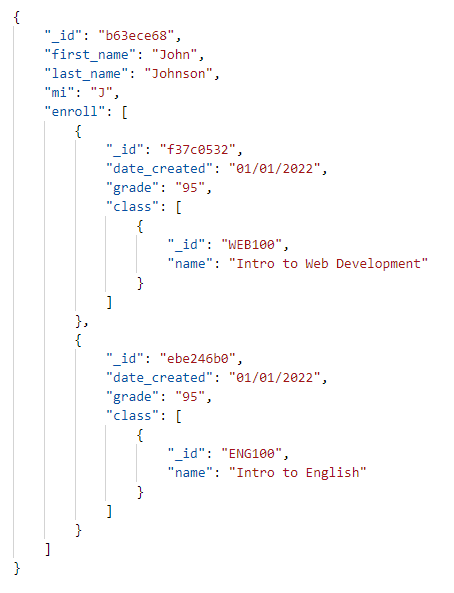 {
    "_id": "b63ece68",
    "first_name": "John",
    "last_name": "Johnson",
    "mi": "J",
    "enroll": [
        {
            "_id": "f37c0532",
            "date_created": "01/01/2022",
            "grade": "95",
            "class": [
                {
                    "_id": "WEB100",
                    "name": "Intro to Web Development"
                }
            ]
        },
        {
            "_id": "ebe246b0",
            "date_created": "01/01/2022",
            "grade": "95",
            "class": [
                {
                    "_id": "ENG100",
                    "name": "Intro to English"
                }
            ]
        }
    ]
}